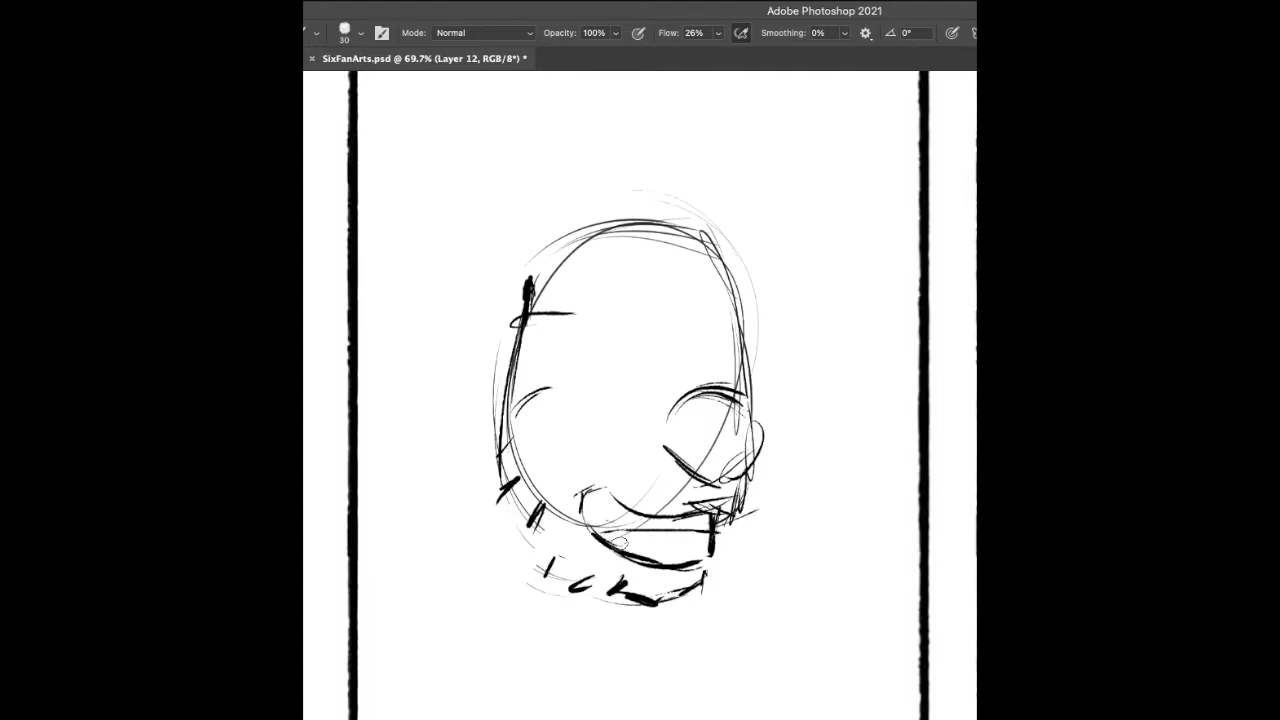 Adobe Photoshop 2021
30 Mode: Normal Opacity: 100% Flow: 26% Smoothing: 0% 0°
SixFanArts.psd @ 69.7% (Layer 12, RGB/8*) *